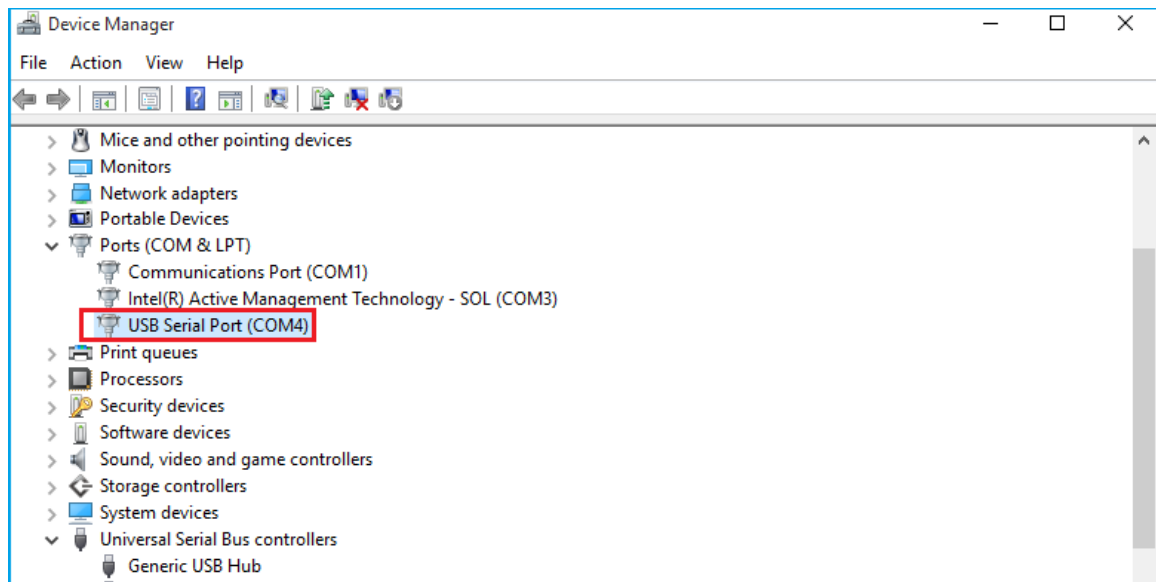 Device Manager
File Action View Help
Mice and other pointing devices
Monitors
Network adapters
Portable Devices
Ports (COM & LPT)
Communications Port (COM1)
Intel(R) Active Management Technology - SOL (COM3)
USB Serial Port (COM4)
Print queues
Processors
Security devices
Software devices
Sound, video and game controllers
Storage controllers
System devices
Universal Serial Bus controllers
Generic USB Hub